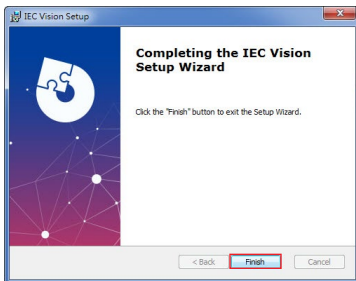 IEC Vision Setup
Completing the IEC Vision
Setup Wizard
Click the "Finish" button to exit the Setup Wizard.
< Back Finish Cancel